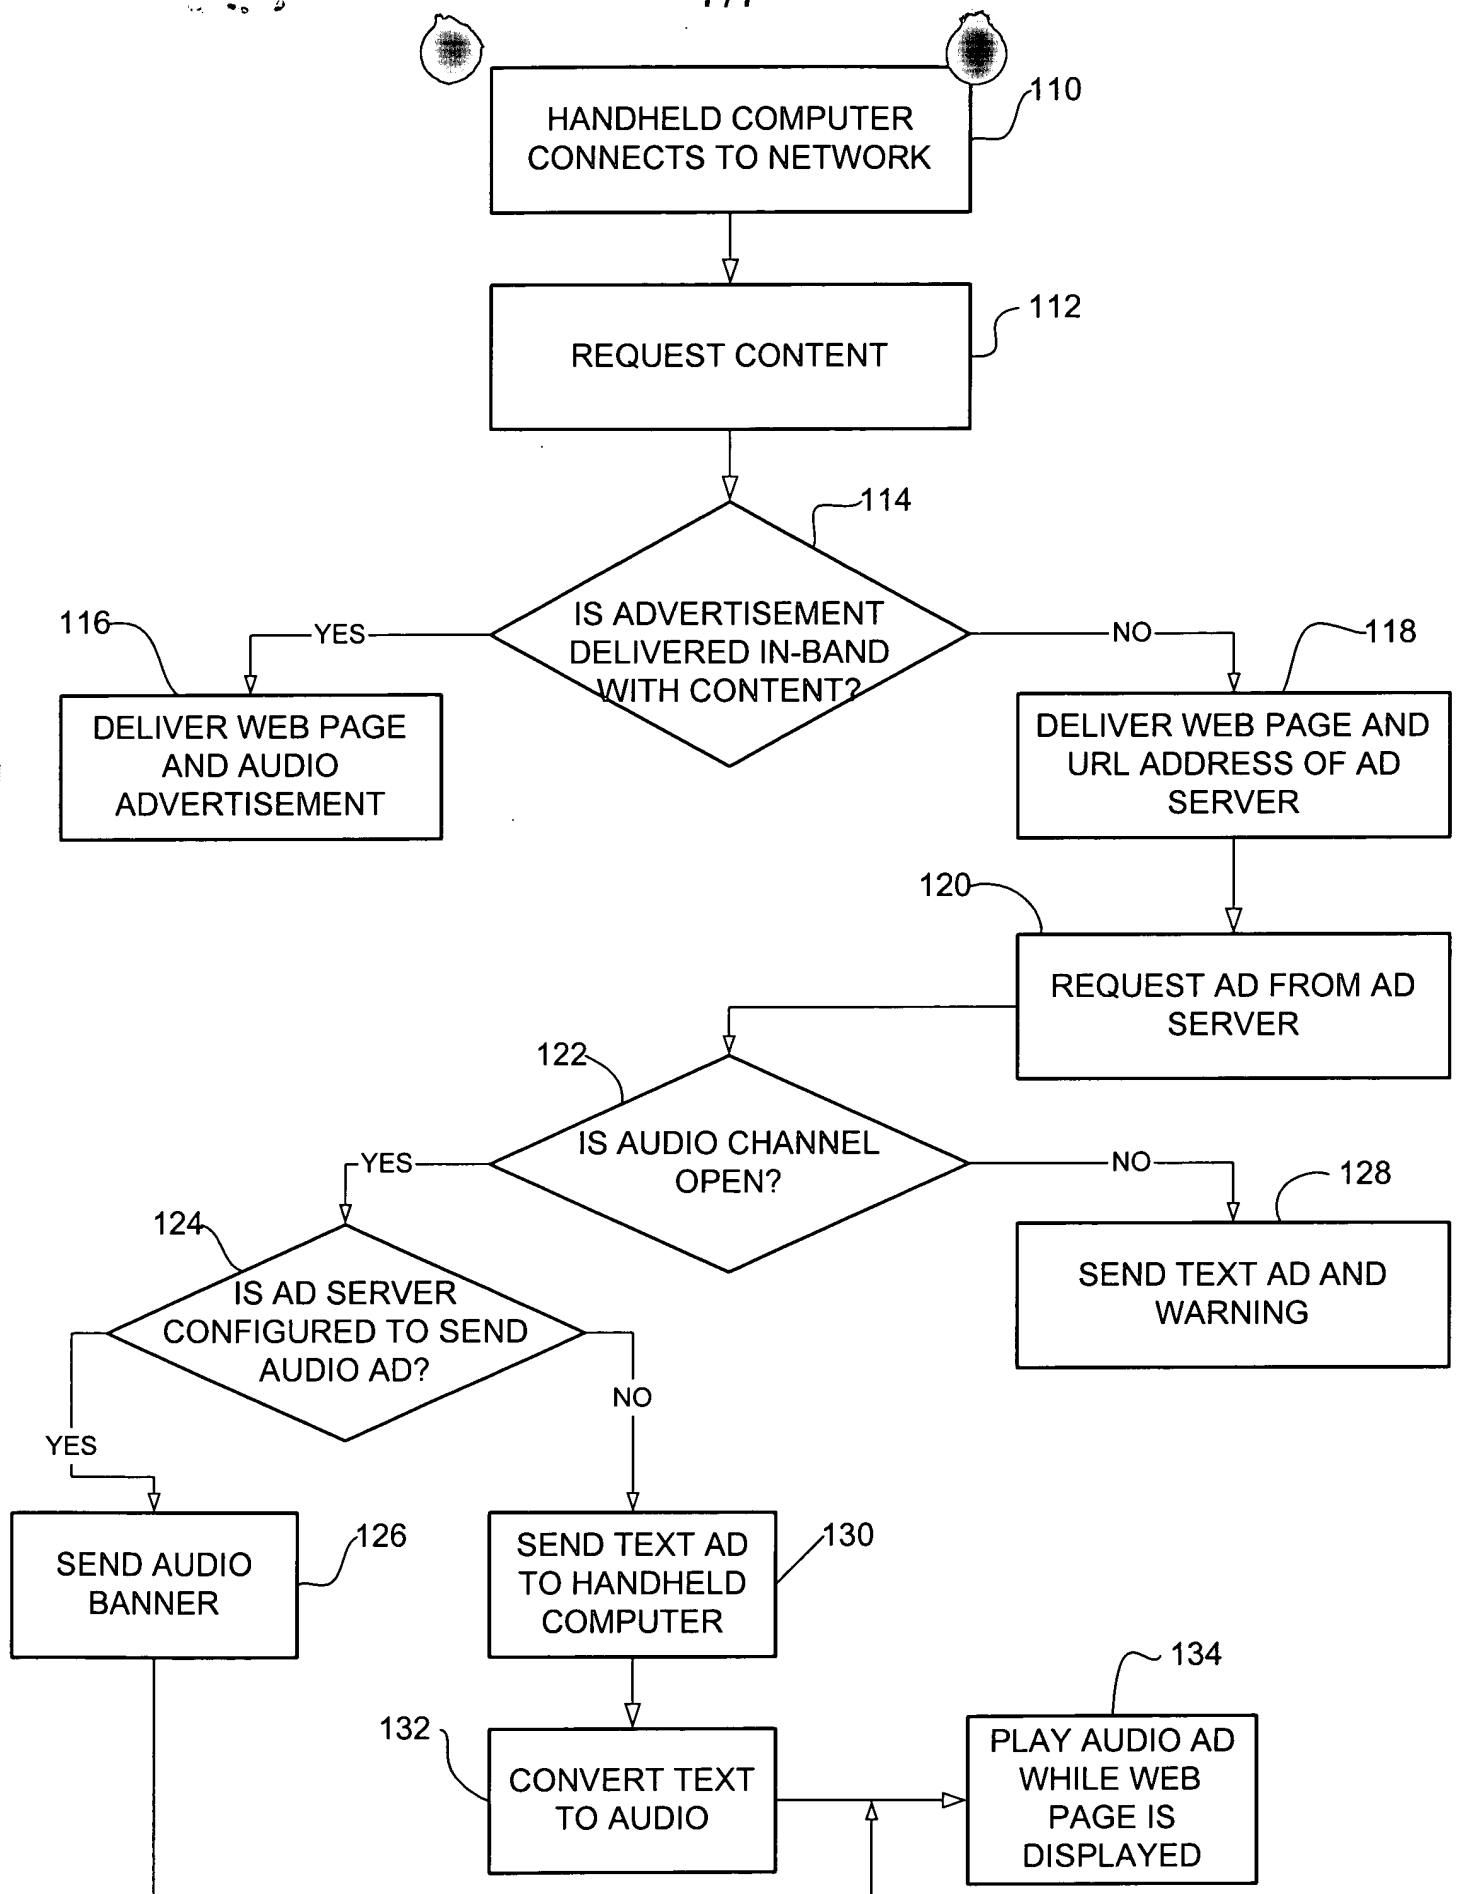 110
HANDHELD COMPUTER
CONNECTS TO NETWORK
112
REQUEST CONTENT
114
IS ADVERTISEMENT
DELIVERED IN-BAND
WITH CONTENT?
YES
NO
116
118
DELIVER WEB PAGE
AND AUDIO
ADVERTISEMENT
DELIVER WEB PAGE AND
URL ADDRESS OF AD
SERVER
120
REQUEST AD FROM AD
SERVER
122
IS AUDIO CHANNEL
OPEN?
YES
NO
124
128
IS AD SERVER
CONFIGURED TO SEND
AUDIO AD?
SEND TEXT AD AND
WARNING
YES
NO
126
SEND AUDIO
BANNER
130
SEND TEXT AD
TO HANDHELD
COMPUTER
132
CONVERT TEXT
TO AUDIO
134
PLAY AUDIO AD
WHILE WEB
PAGE IS
DISPLAYED